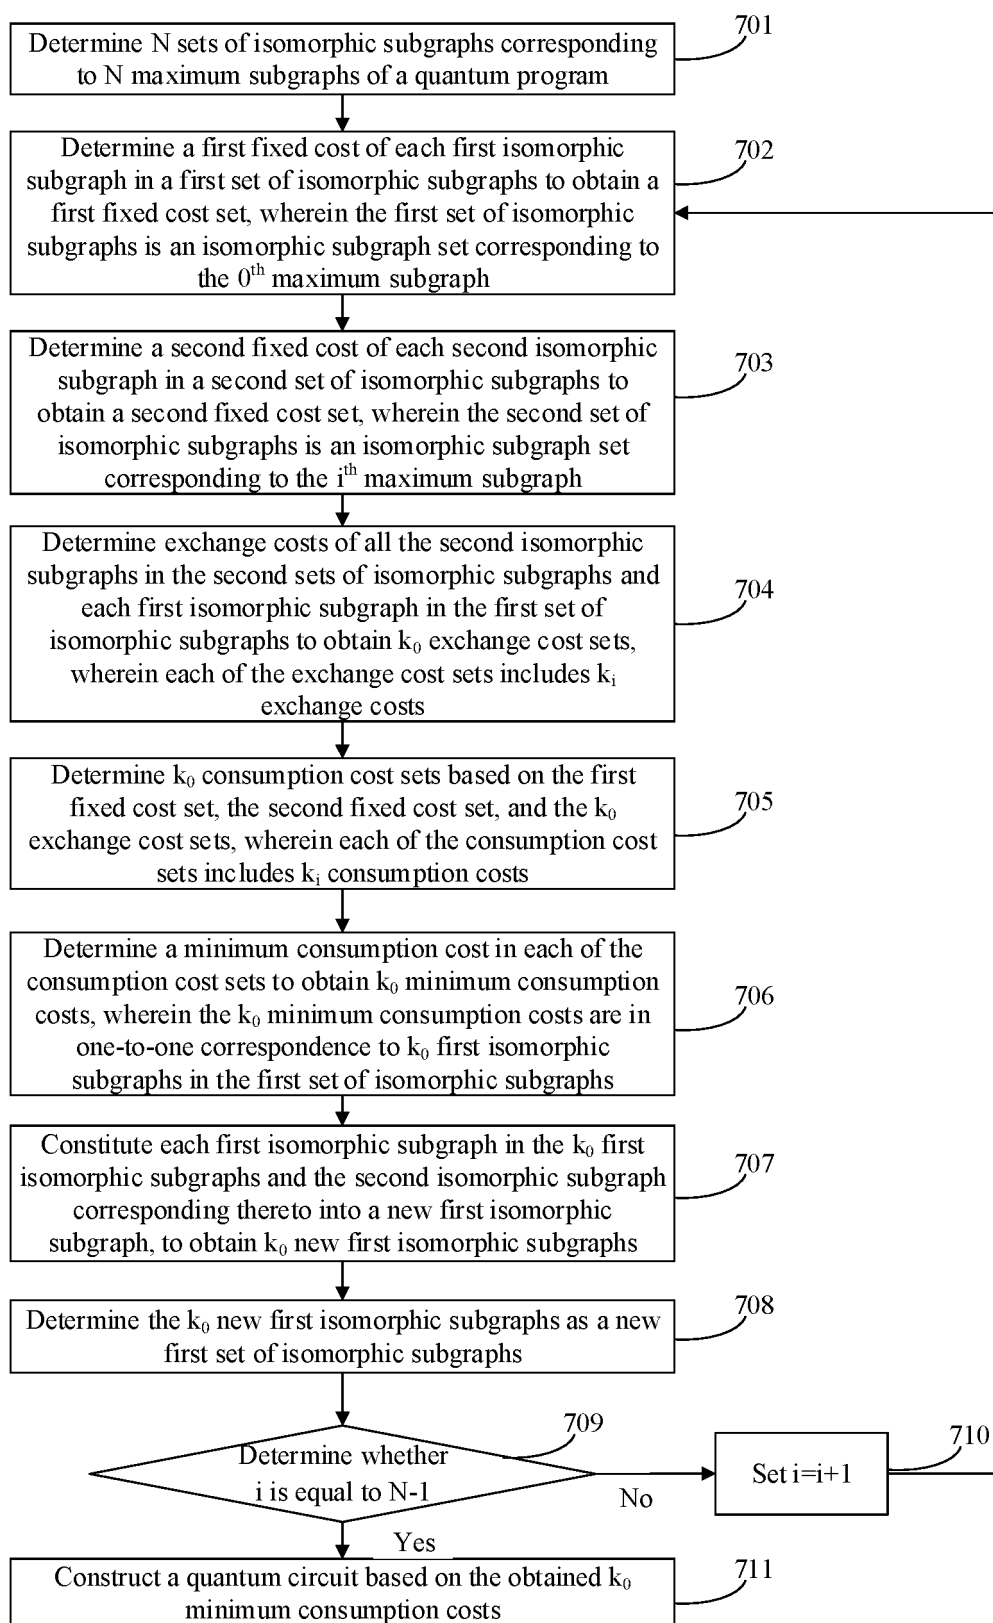 Determine N sets of isomorphic subgraphs corresponding
to N maximum subgraphs of a quantum program
701
Determine a first fixed cost of each first isomorphic
subgraph in a first set of isomorphic subgraphs to obtain a
first fixed cost set, wherein the first set of isomorphic
subgraphs is an isomorphic subgraph set corresponding to
the 0th maximum subgraph
702
Determine a second fixed cost of each second isomorphic
subgraph in a second set of isomorphic subgraphs to
obtain a second fixed cost set, wherein the second set of
isomorphic subgraphs is an isomorphic subgraph set
corresponding to the ith maximum subgraph
703
Determine exchange costs of all the second isomorphic
subgraphs in the second sets of isomorphic subgraphs and
each first isomorphic subgraph in the first set of
isomorphic subgraphs to obtain k0 exchange cost sets,
wherein each of the exchange cost sets includes ki
exchange costs
704
Determine k0 consumption cost sets based on the first
fixed cost set, the second fixed cost set, and the k0
exchange cost sets, wherein each of the consumption cost
sets includes ki consumption costs
705
Determine a minimum consumption cost in each of the
consumption cost sets to obtain k0 minimum consumption
costs, wherein the k0 minimum consumption costs are in
one-to-one correspondence to k0 first isomorphic
subgraphs in the first set of isomorphic subgraphs
706
Constitute each first isomorphic subgraph in the k0 first
isomorphic subgraphs and the second isomorphic subgraph
corresponding thereto into a new first isomorphic
subgraph, to obtain k0 new first isomorphic subgraphs
707
Determine the k0 new first isomorphic subgraphs as a new
first set of isomorphic subgraphs
708
Determine whether
i is equal to N-1
709
No
Set i=i+1
710
Yes
Construct a quantum circuit based on the obtained k0
minimum consumption costs
711